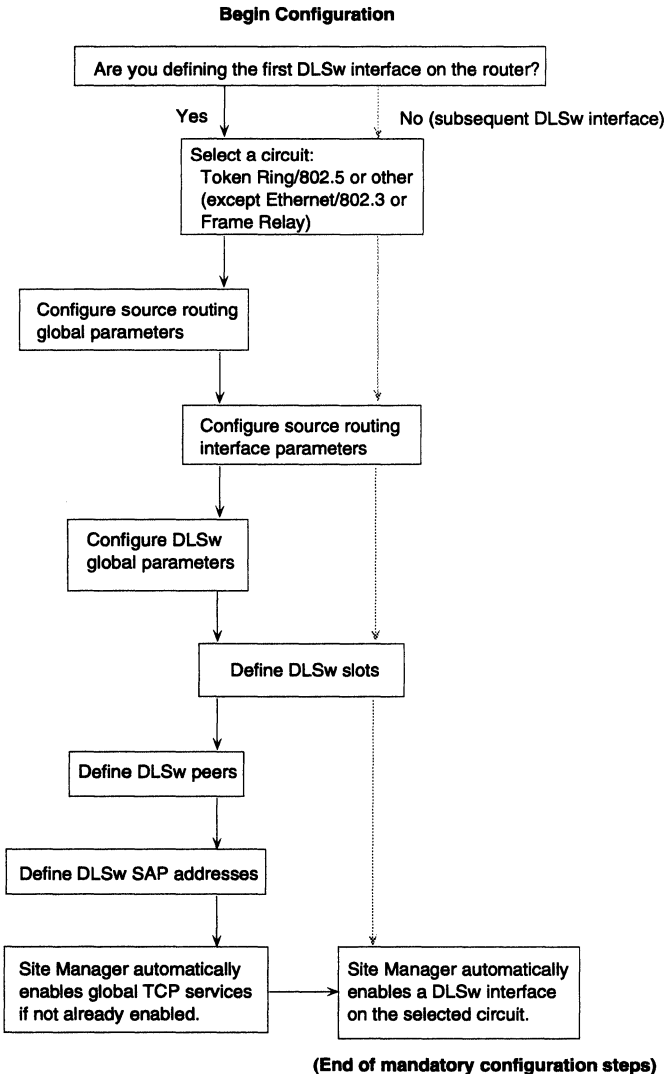 Begin Configuration
Are you defining the first DLSw interface on the router?
Yes
No (subsequent DLSw interface)
Select a circuit:
Token Ring/802.5 or other
(except Ethernet/802.3 or
Frame Relay)
Configure source routing
global parameters
Configure source routing
interface parameters
Configure DLSw
global parameters
Define DLSw slots
Define DLSw peers
Define DLSw SAP addresses
Site Manager automatically
enables global TCP services
if not already enabled.
Site Manager automatically
enables a DLSw interface
on the selected circuit.
(End of mandatory configuration steps)